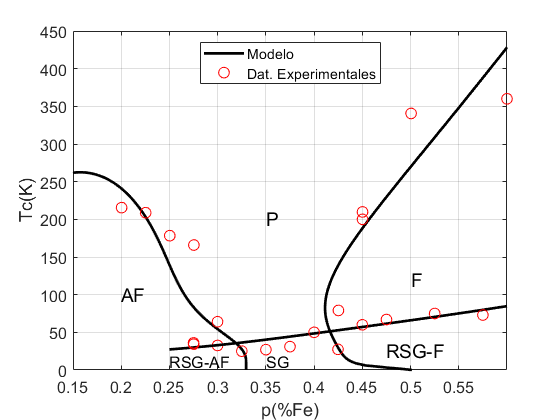 450
400
350
300
250
200
150
100
50
0
Tc(K)
Modelo
Dat. Experimentales
P
AF
F
RSG-AF
SG
RSG-F
0.15 0.2 0.25 0.3 0.35 0.4 0.45 0.5 0.55
p(%Fe)